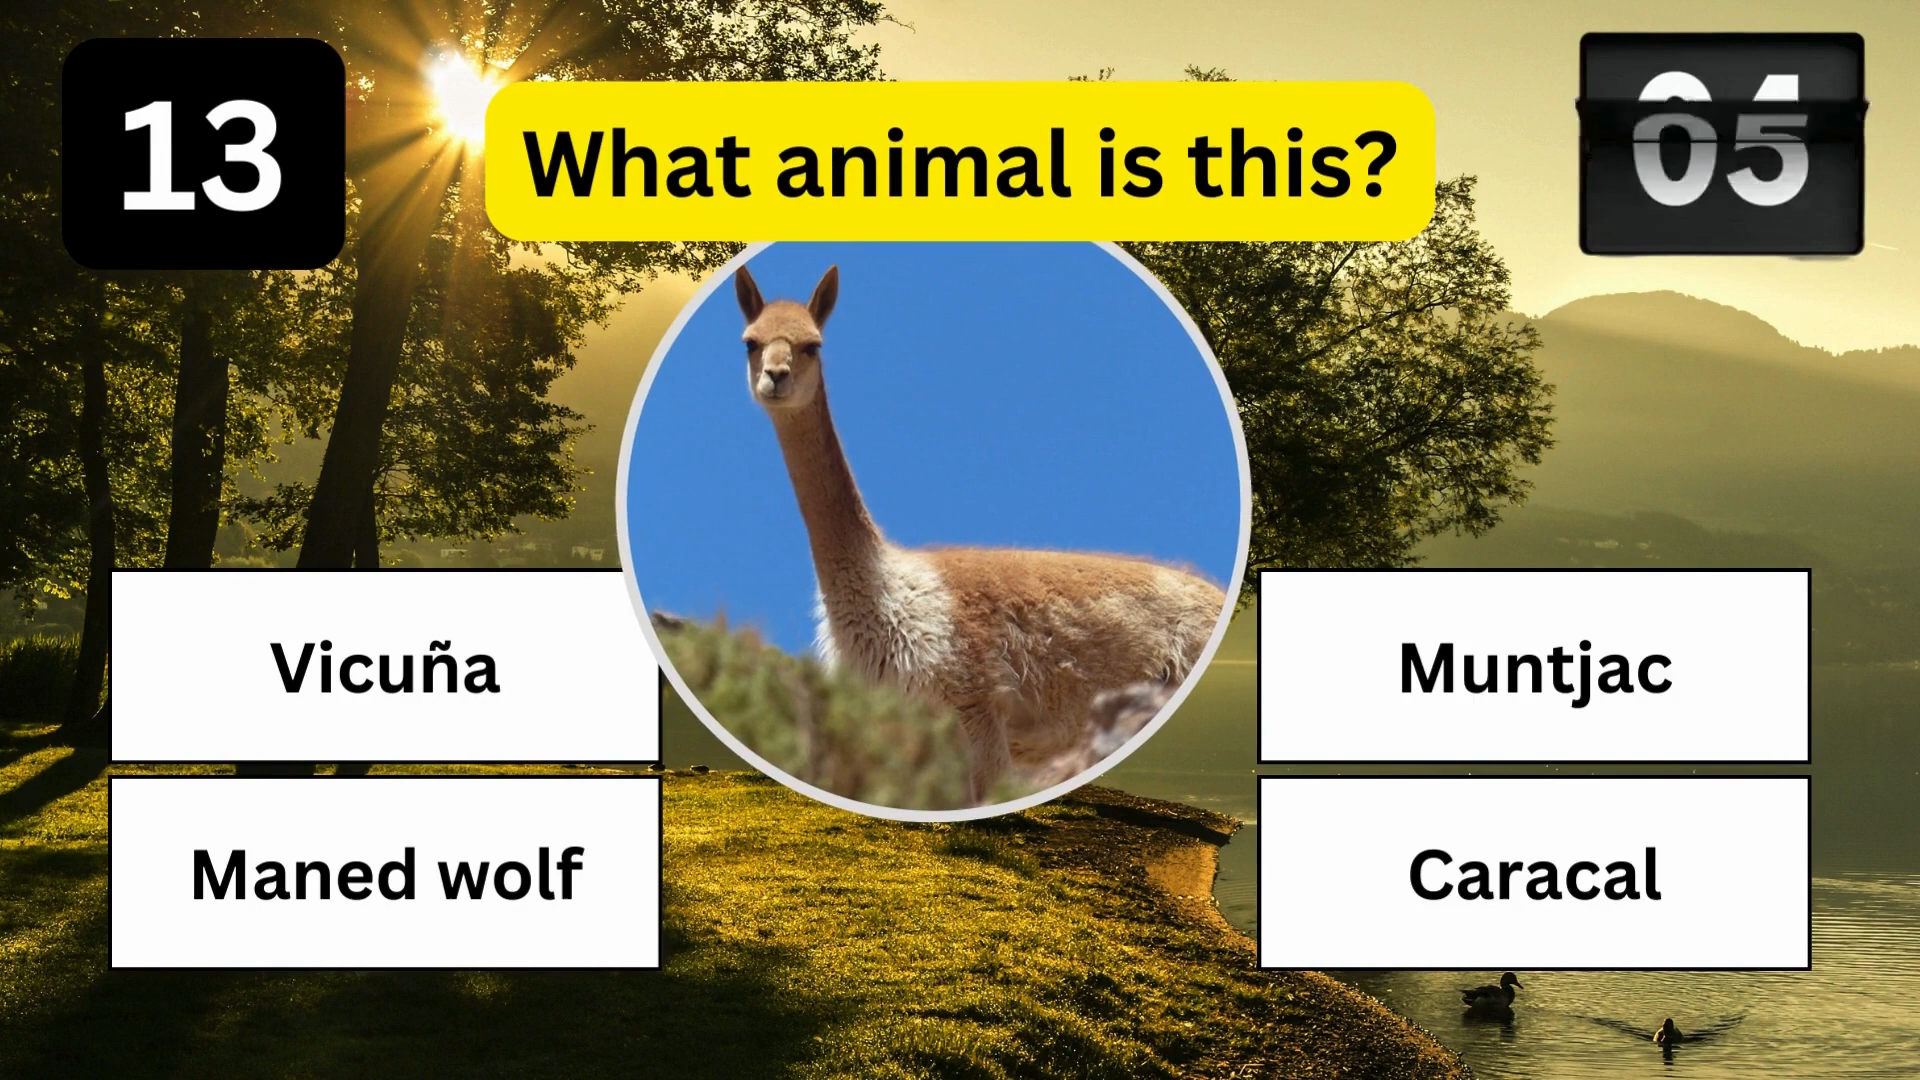 13
What animal is this?
05
Vicuña
Muntjac
Maned wolf
Caracal